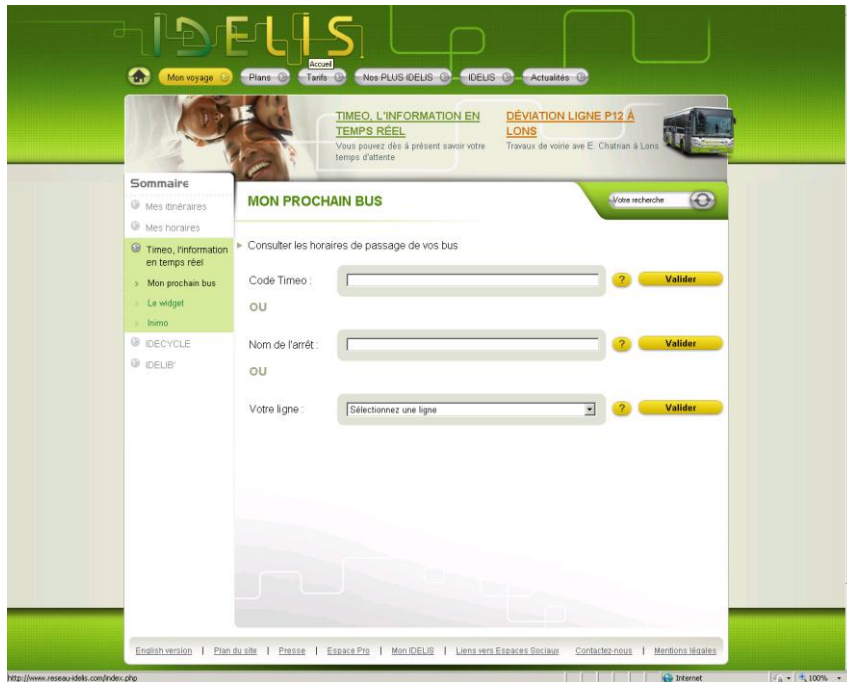 IDELIS
Accueil
Mon voyage
Plans
Tarifs
Nos PLUS IDELIS
IDELIS
Actualités
TIMEO, L'INFORMATION EN
TEMPS RÉEL
Vous pouvez dès à présent savoir votre
temps d'attente
DÉVIATION LIGNE P12 À
LONS
Travaux de voirie ave E. Chatrian à Lons
Sommaire
Mes itinéraires
Mes horaires
Timeo, l'information
en temps réel
Mon prochain bus
Le widget
Inimo
IDECYCLE
IDELIB'
MON PROCHAIN BUS
Votre recherche
Consulter les horaires de passage de vos bus
Code Timeo :
? Valider
OU
Nom de l'arrêt :
? Valider
OU
Votre ligne :
Sélectionnez une ligne
? Valider
English version | Plan du site | Presse | Espace Pro | Mon IDELIS | Liens vers Espaces Sociaux Contactez-nous | Mentions légales
http://www.reseau-idelis.com/index.php
Internet
100%